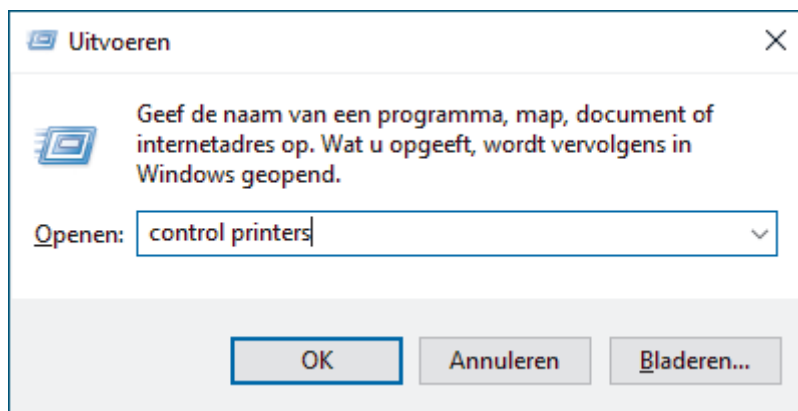 Uitvoeren
Geef de naam van een programma, map, document of
internetadres op. Wat u opgeeft, wordt vervolgens in
Windows geopend.
Openen: control printers
OK Annuleren Bladeren...